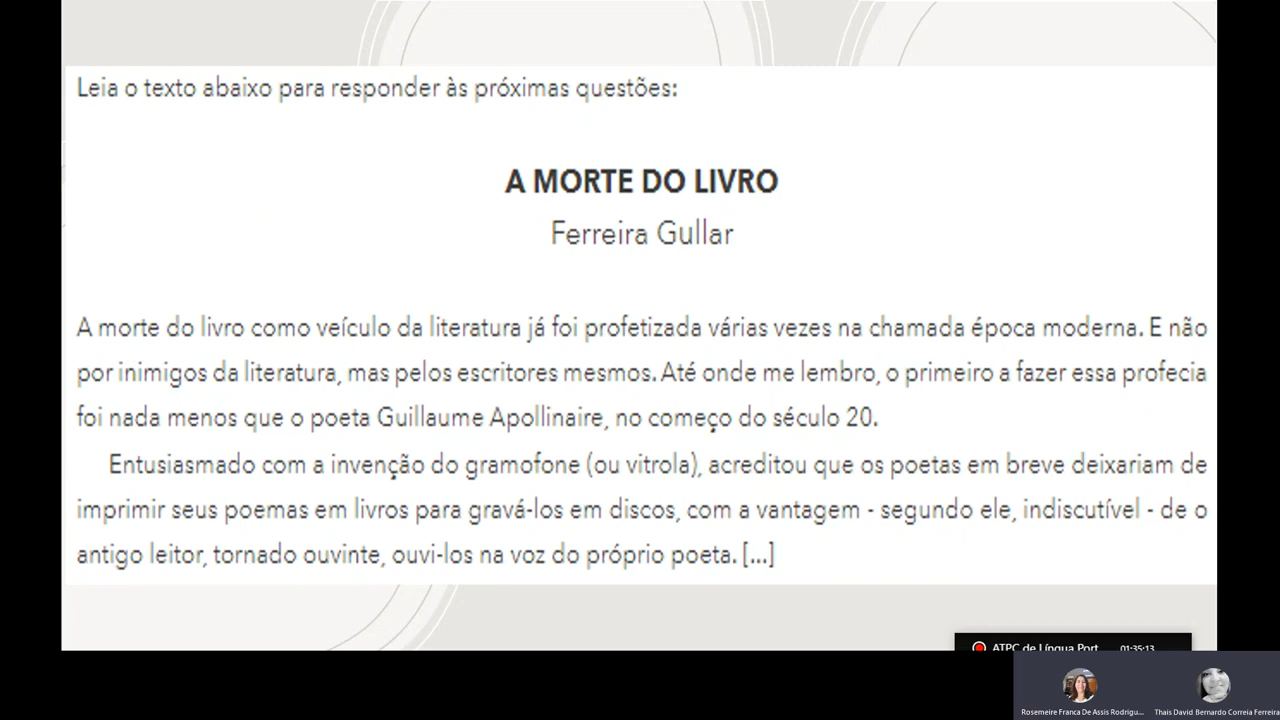 Leia o texto abaixo para responder às próximas questões:
A MORTE DO LIVRO
Ferreira Gullar
A morte do livro como veículo da literatura já foi profetizada várias vezes na chamada época moderna. E não
por inimigos da literatura, mas pelos escritores mesmos. Até onde me lembro, o primeiro a fazer essa profecia
foi nada menos que o poeta Guillaume Apollinaire, no começo do século 20.
Entusiasmado com a invenção do gramofone (ou vitrola), acreditou que os poetas em breve deixariam de
imprimir seus poemas em livros para gravá-los em discos, com a vantagem - segundo ele, indiscutível - de o
antigo leitor, tornado ouvinte, ouvi-los na voz do próprio poeta. [...]
ATPC de Língua Port 01:35:13
Rosemeire Franca De Assis Rodrigu... Thais David Bernardo Correia Ferreira